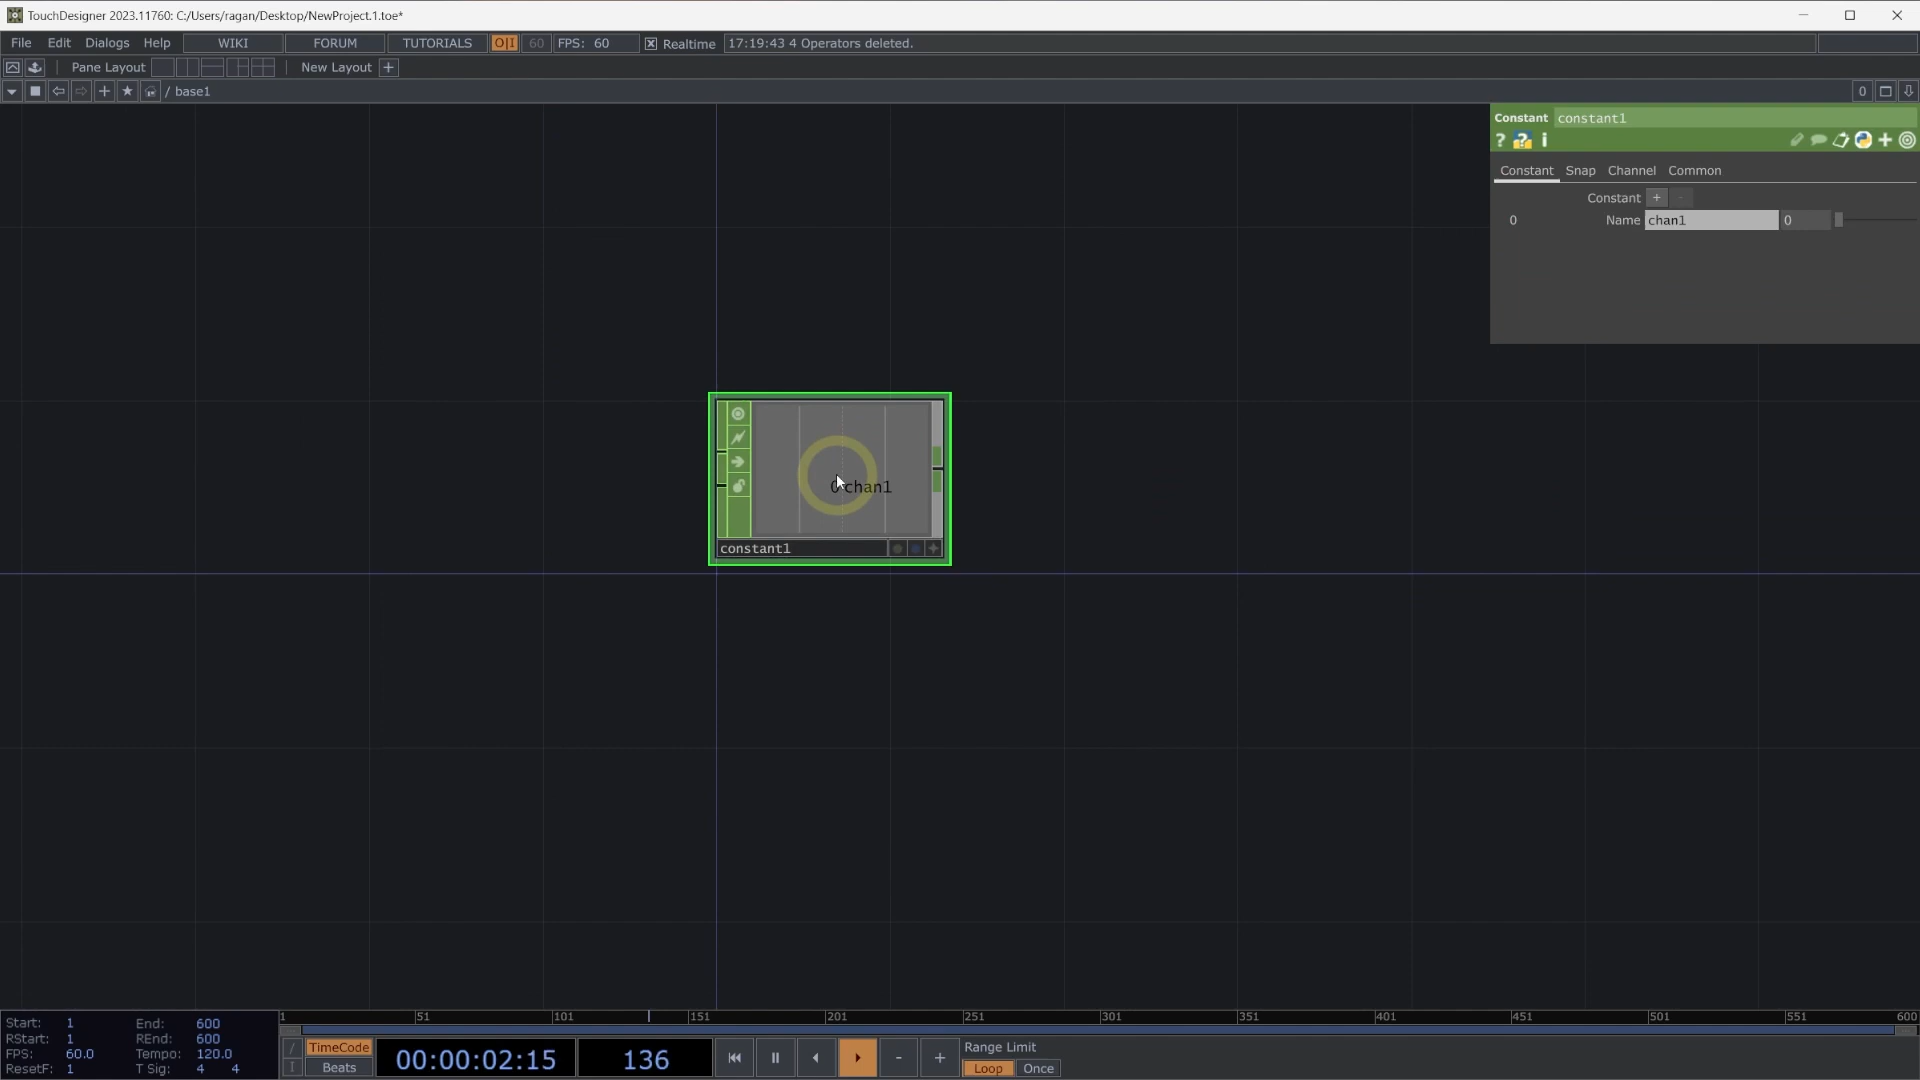 TouchDesigner 2023.11760: C:/Users/ragan/Desktop/NewProject.1.toe*
File Edit Dialogs Help WIKI FORUM TUTORIALS O|I 60 FPS: 60 Realtime 17:19:43 4 Operators deleted.
Pane Layout New Layout +
/ base1 0
Constant constant1
? ? i
Constant Snap Channel Common
Constant + -
0 Name chan1 0
0 chan1
constant1
Start: 1 End: 600
RStart: 1 REnd: 600
FPS: 60.0 Tempo: 120.0
ResetF: 1 T Sig: 4 4
1 51 101 151 201 251 301 351 401 451 501 551 600
/ TimeCode
I Beats
00:00:02:15 136 - +
Range Limit
Loop Once